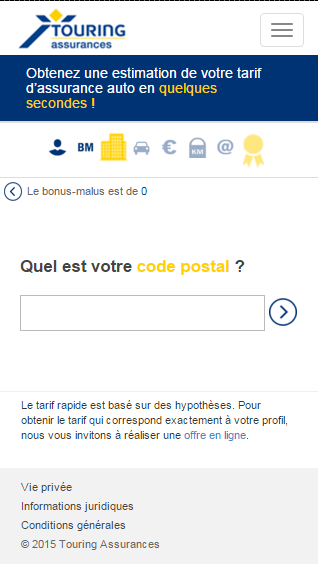 TOURING
assurances
Obtenez une estimation de votre tarif
d'assurance auto en quelques
secondes !
BM
€
KM
@
Le bonus-malus est de 0
Quel est votre code postal ?
Le tarif rapide est basé sur des hypothèses. Pour
obtenir le tarif qui correspond exactement à votre profil,
nous vous invitons à réaliser une offre en ligne.
Vie privée
Informations juridiques
Conditions générales
© 2015 Touring Assurances